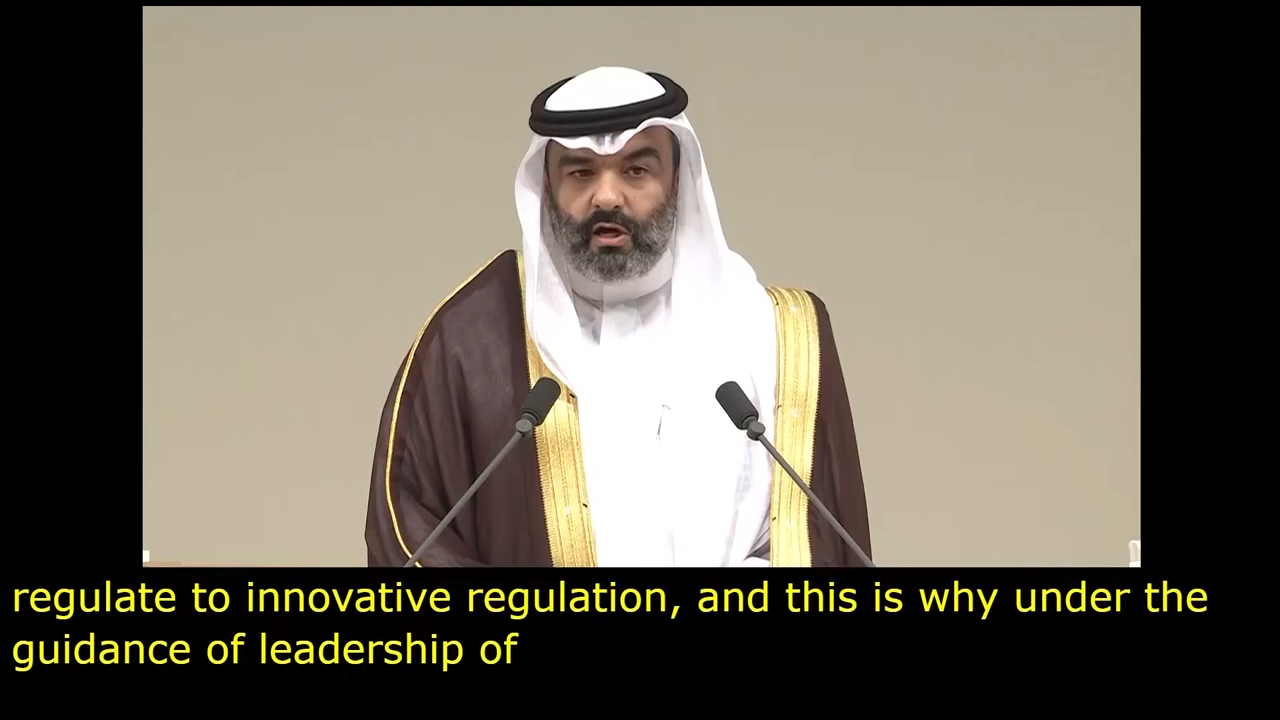 regulate to innovative regulation, and this is why under the
guidance of leadership of